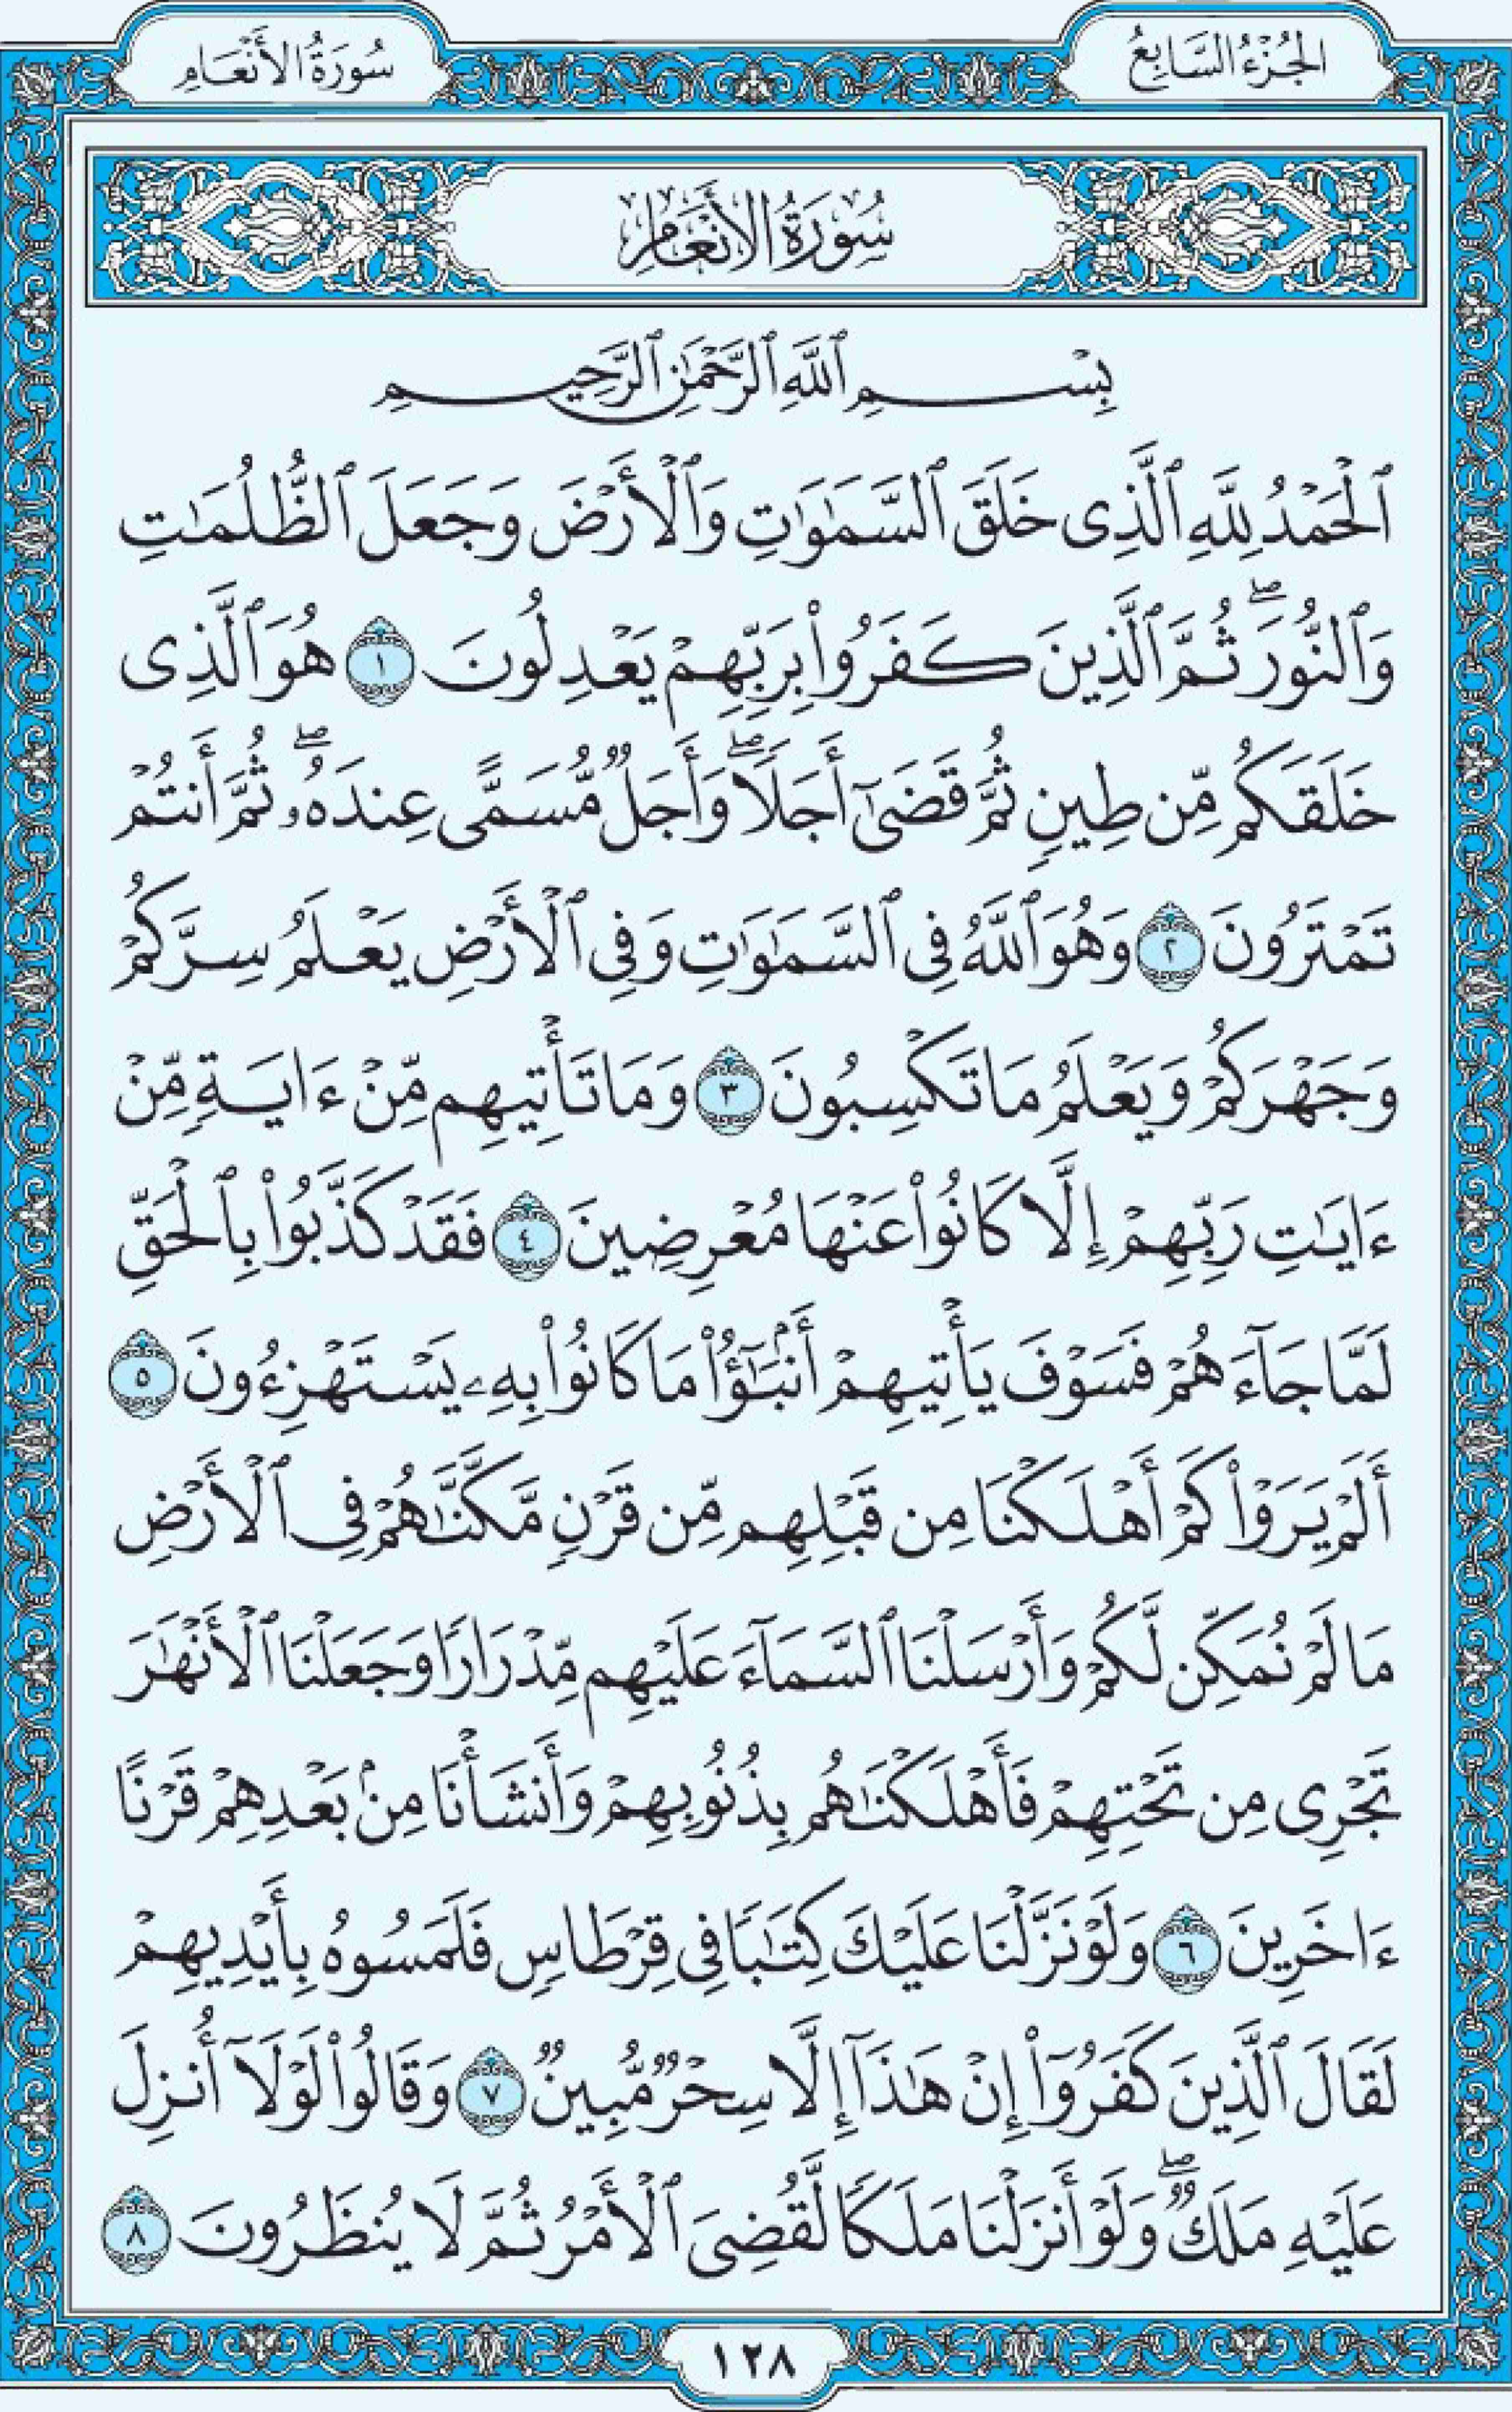 الجُزْءُ السَّابِعُ
سُورَةُ الأَنْعَامِ
سُورَةُ الأَنْعَامِ
بِسْمِ ٱللَّهِ ٱلرَّحْمَٰنِ ٱلرَّحِيمِ
ٱلْحَمْدُ لِلَّهِ ٱلَّذِى خَلَقَ ٱلسَّمَٰوَٰتِ وَٱلْأَرْضَ وَجَعَلَ ٱلظُّلُمَٰتِ
وَٱلنُّورَ ۖ ثُمَّ ٱلَّذِينَ كَفَرُوا۟ بِرَبِّهِمْ يَعْدِلُونَ ١ هُوَ ٱلَّذِى
خَلَقَكُم مِّن طِينٍ ثُمَّ قَضَىٰٓ أَجَلًا ۖ وَأَجَلٌ مُّسَمًّى عِندَهُۥ ۖ ثُمَّ أَنتُمْ
تَمْتَرُونَ ٢ وَهُوَ ٱللَّهُ فِى ٱلسَّمَٰوَٰتِ وَفِى ٱلْأَرْضِ يَعْلَمُ سِرَّكُمْ
وَجَهْرَكُمْ وَيَعْلَمُ مَا تَكْسِبُونَ ٣ وَمَا تَأْتِيهِم مِّنْ ءَايَةٍ مِّنْ
ءَايَٰتِ رَبِّهِمْ إِلَّا كَانُوا۟ عَنْهَا مُعْرِضِينَ ٤ فَقَدْ كَذَّبُوا۟ بِٱلْحَقِّ
لَمَّا جَآءَهُمْ فَسَوْفَ يَأْتِيهِمْ أَنۢبَٰٓؤُا۟ مَا كَانُوا۟ بِهِۦ يَسْتَهْزِءُونَ ٥
أَلَمْ يَرَوْا۟ كَمْ أَهْلَكْنَا مِن قَبْلِهِم مِّن قَرْنٍ مَّكَّنَّٰهُمْ فِى ٱلْأَرْضِ
مَا لَمْ نُمَكِّن لَّكُمْ وَأَرْسَلْنَا ٱلسَّمَآءَ عَلَيْهِم مِّدْرَارًا وَجَعَلْنَا ٱلْأَنْهَٰرَ
تَجْرِى مِن تَحْتِهِمْ فَأَهْلَكْنَٰهُم بِذُنُوبِهِمْ وَأَنشَأْنَا مِنۢ بَعْدِهِمْ قَرْنًا
ءَاخَرِينَ ٦ وَلَوْ نَزَّلْنَا عَلَيْكَ كِتَٰبًا فِى قِرْطَاسٍ فَلَمَسُوهُ بِأَيْدِيهِمْ
لَقَالَ ٱلَّذِينَ كَفَرُوٓا۟ إِنْ هَٰذَآ إِلَّا سِحْرٌ مُّبِينٌ ٧ وَقَالُوا۟ لَوْلَآ أُنزِلَ
عَلَيْهِ مَلَكٌ ۖ وَلَوْ أَنزَلْنَا مَلَكًا لَّقُضِىَ ٱلْأَمْرُ ثُمَّ لَا يُنظَرُونَ ٨
١٢٨